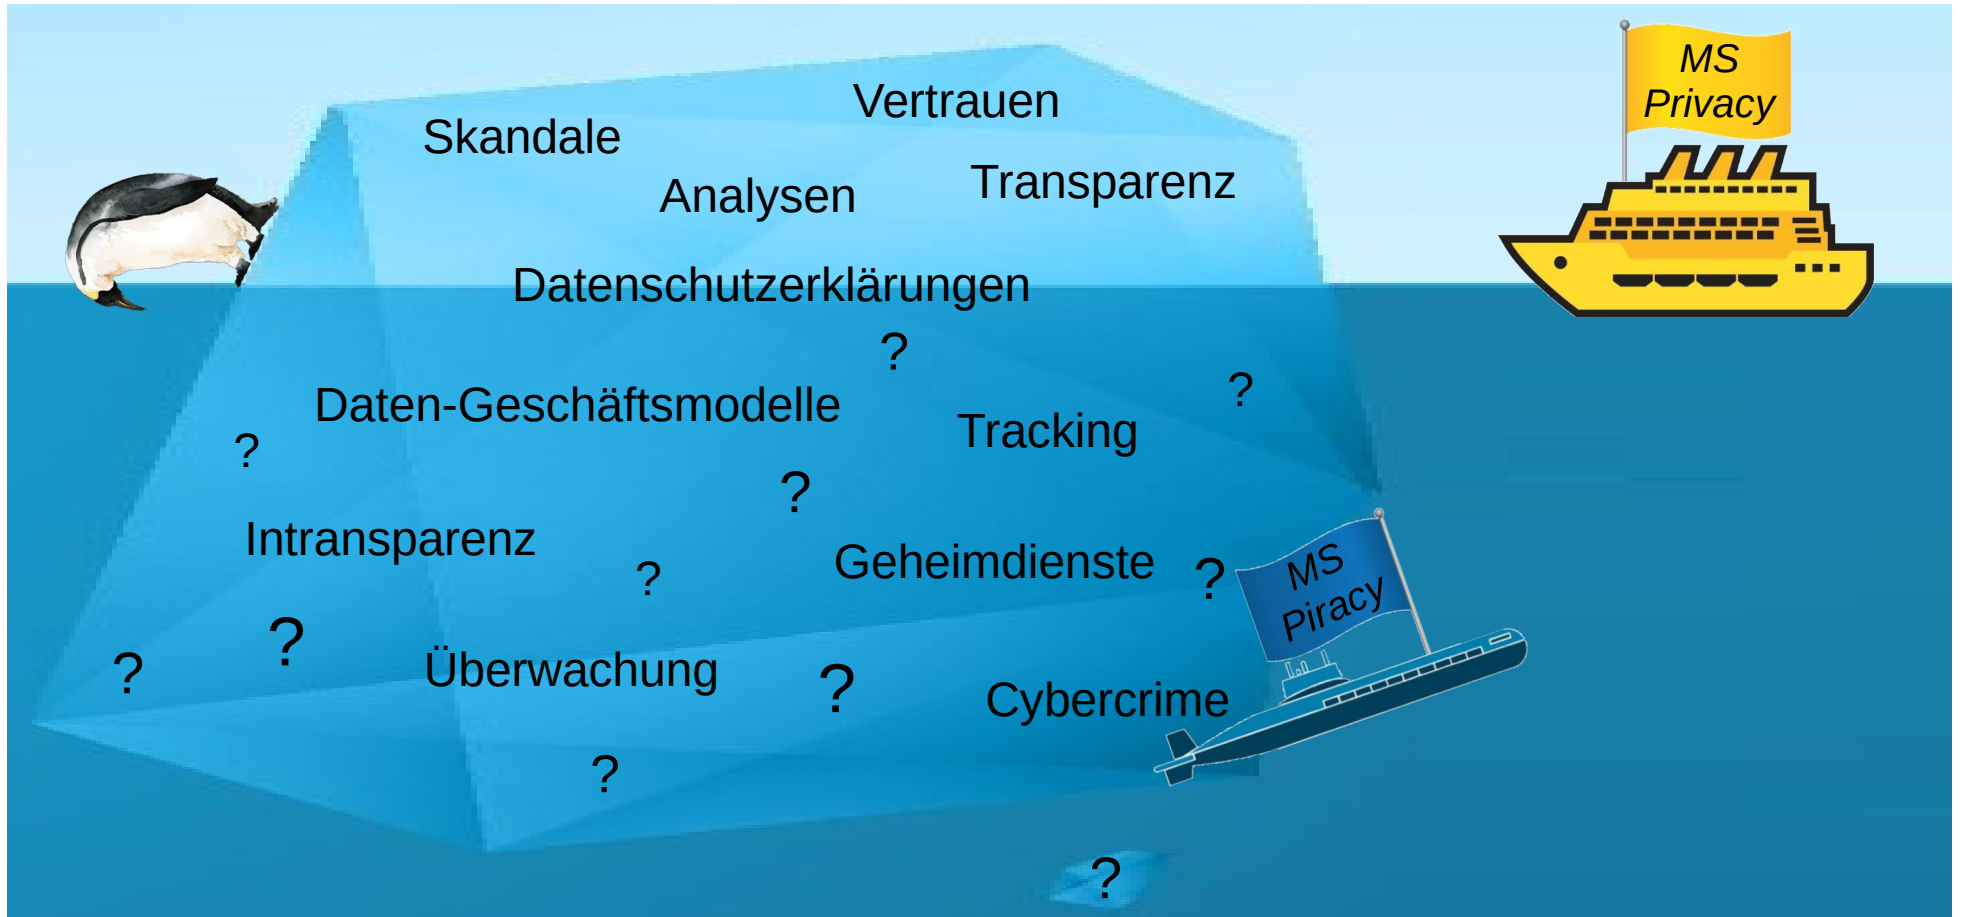 MS
Privacy
Vertrauen
Skandale
Transparenz
Analysen
Datenschutzerklärungen
?
?
Daten-Geschäftsmodelle
Tracking
?
?
Intransparenz
Geheimdienste
?
?
MS
Piracy
?
?
Überwachung
?
Cybercrime
?
?